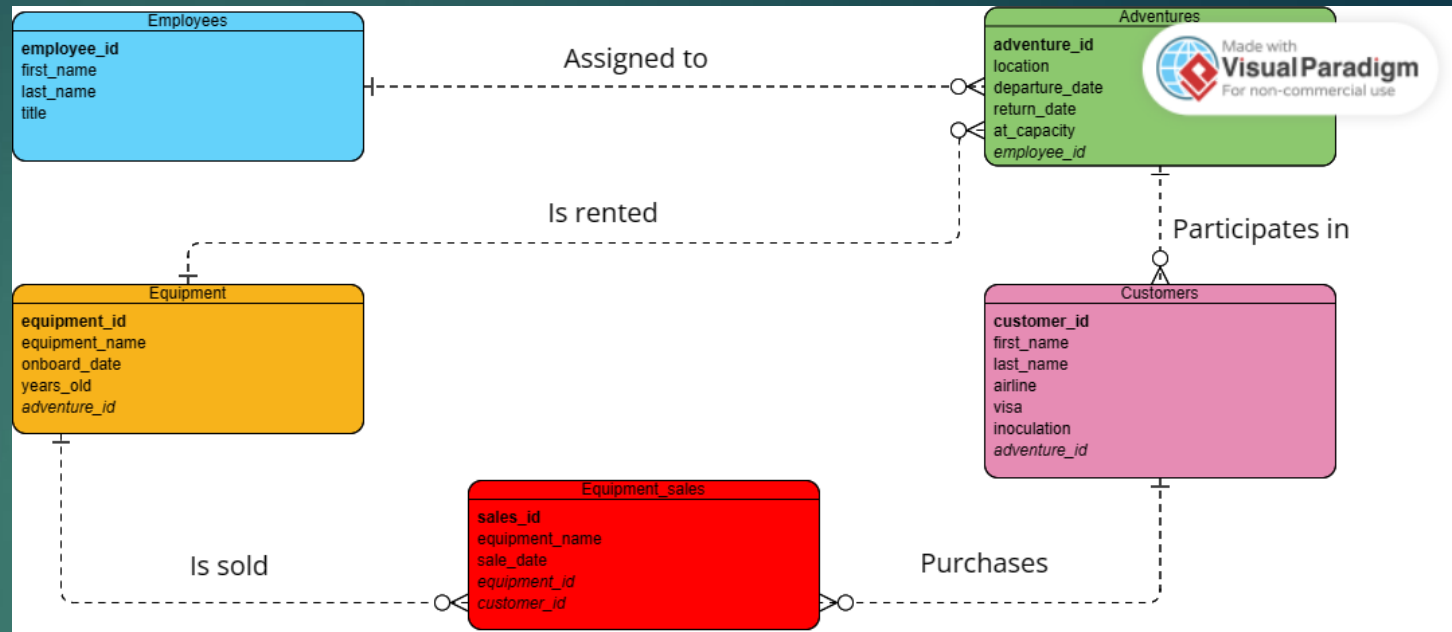 Employees
employee_id
first_name
last_name
title
Assigned to
Adventures
adventure_id
location
departure_date
return_date
at_capacity
employee_id
Made with
Visual Paradigm
For non-commercial use
Is rented
Participates in
Equipment
equipment_id
equipment_name
onboard_date
years_old
adventure_id
Customers
customer_id
first_name
last_name
airline
visa
inoculation
adventure_id
Equipment_sales
sales_id
equipment_name
sale_date
equipment_id
customer_id
Is sold
Purchases